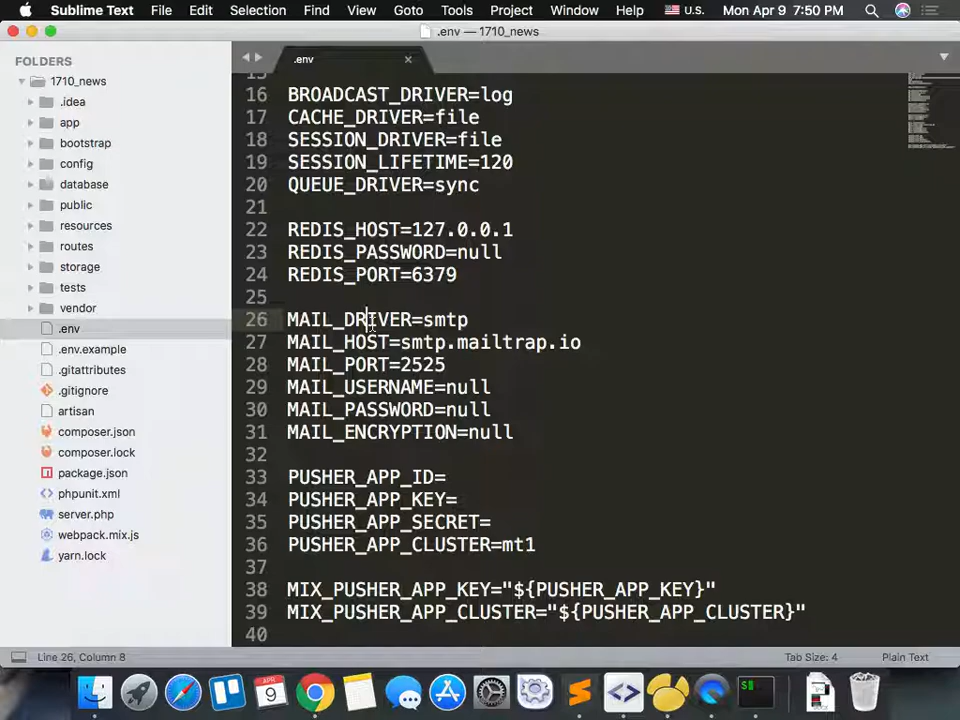 Sublime Text File Edit Selection Find View Goto Tools Project Window Help U.S. Mon Apr 9 7:50 PM
.env — 1710_news
FOLDERS
1710_news
.idea
app
bootstrap
config
database
public
resources
routes
storage
tests
vendor
.env
.env.example
.gitattributes
.gitignore
artisan
composer.json
composer.lock
package.json
phpunit.xml
server.php
webpack.mix.js
yarn.lock
.env
15
16 BROADCAST_DRIVER=log
17 CACHE_DRIVER=file
18 SESSION_DRIVER=file
19 SESSION_LIFETIME=120
20 QUEUE_DRIVER=sync
21
22 REDIS_HOST=127.0.0.1
23 REDIS_PASSWORD=null
24 REDIS_PORT=6379
25
26 MAIL_DRIVER=smtp
27 MAIL_HOST=smtp.mailtrap.io
28 MAIL_PORT=2525
29 MAIL_USERNAME=null
30 MAIL_PASSWORD=null
31 MAIL_ENCRYPTION=null
32
33 PUSHER_APP_ID=
34 PUSHER_APP_KEY=
35 PUSHER_APP_SECRET=
36 PUSHER_APP_CLUSTER=mt1
37
38 MIX_PUSHER_APP_KEY="${PUSHER_APP_KEY}"
39 MIX_PUSHER_APP_CLUSTER="${PUSHER_APP_CLUSTER}"
40
Line 26, Column 8 Tab Size: 4 Plain Text
APR
9